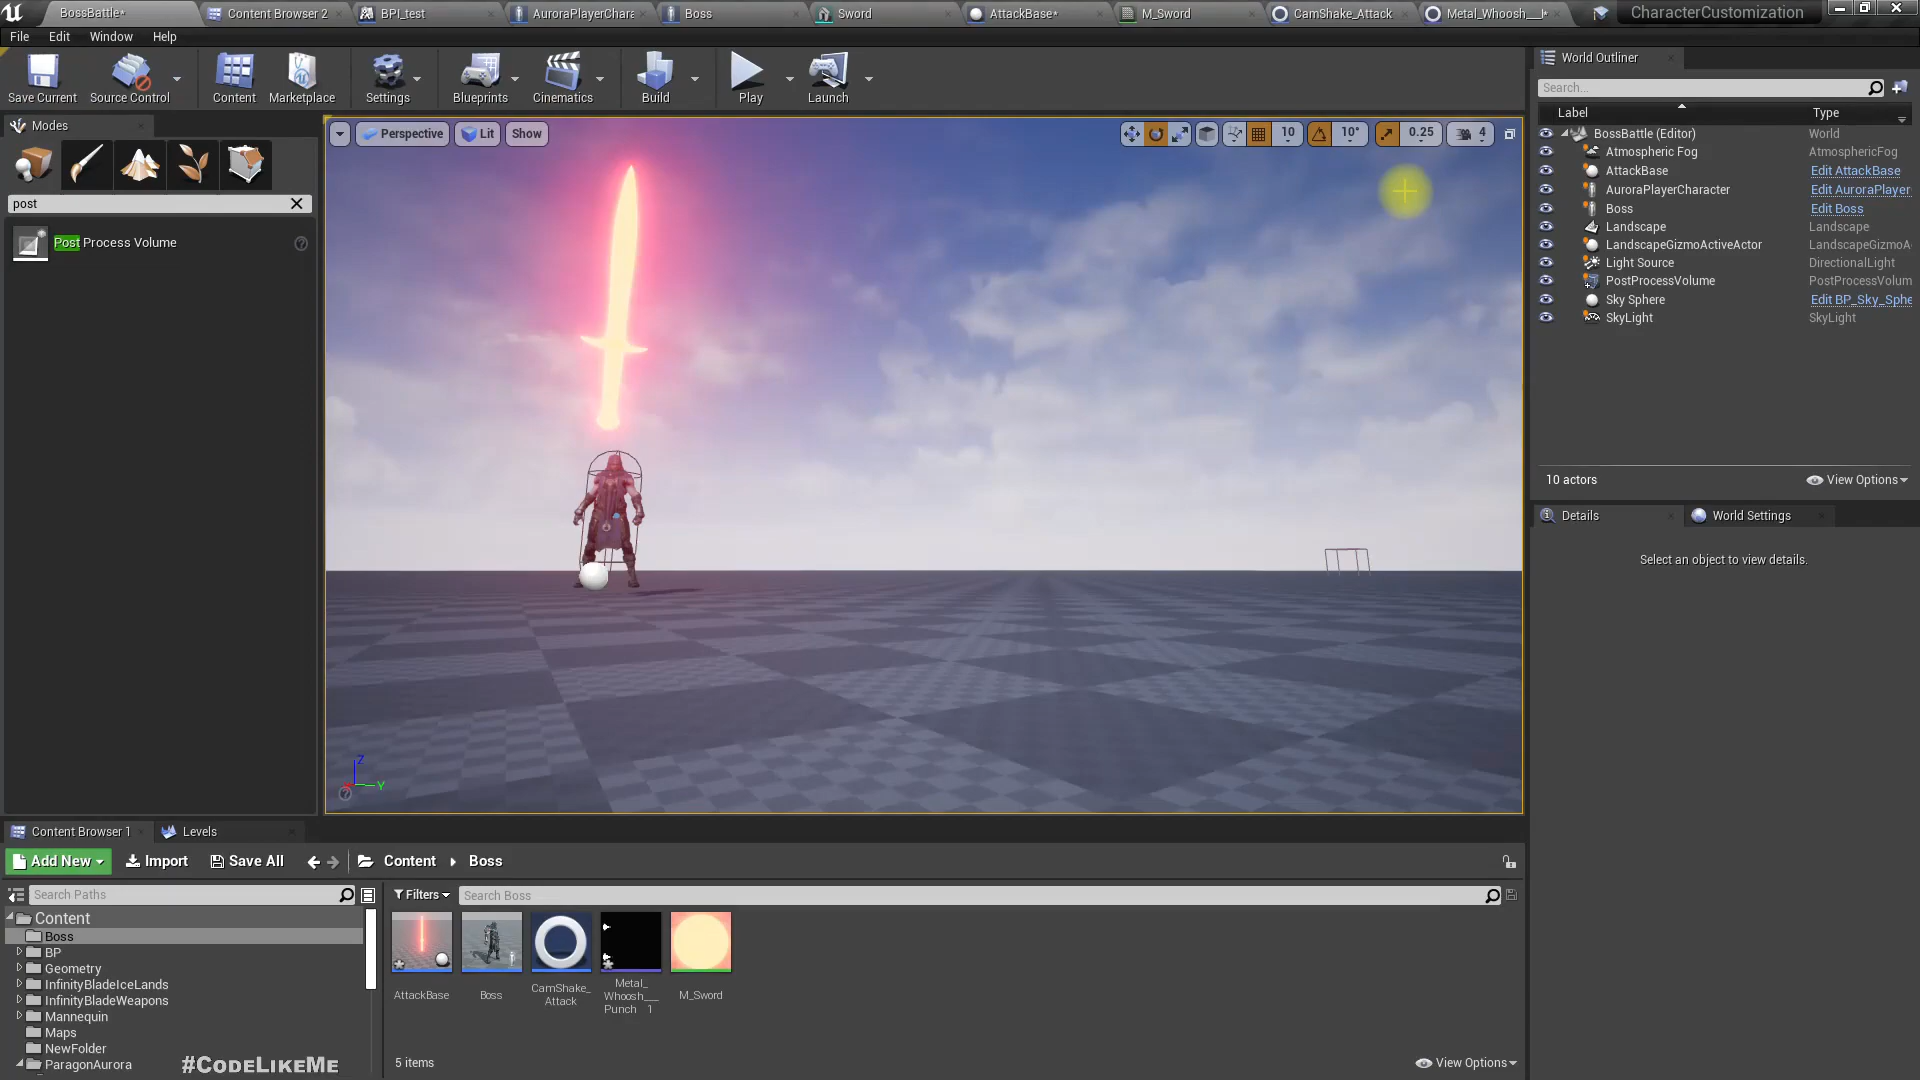 BossBattle*
Content Browser 2
BPI_test
AuroraPlayerChara
Boss
Sword
AttackBase*
M_Sword
CamShake_Attack
Metal_Whoosh___
CharacterCustomization
File
Edit
Window
Help
Save Current
Source Control
Content
Marketplace
Settings
Blueprints
Cinematics
Build
Play
Launch
Modes
post
Post Process Volume
Perspective
Lit
Show
10
10°
0.25
4
Z
Y
World Outliner
Search...
Label
Type
BossBattle (Editor)
World
Atmospheric Fog
AtmosphericFog
AttackBase
Edit AttackBase
AuroraPlayerCharacter
Edit AuroraPlayer
Boss
Edit Boss
Landscape
Landscape
LandscapeGizmoActiveActor
LandscapeGizmoA
Light Source
DirectionalLight
PostProcessVolume
PostProcessVolum
Sky Sphere
Edit BP_Sky_Sphe
SkyLight
SkyLight
10 actors
View Options
Details
World Settings
Select an object to view details.
Content Browser 1
Levels
Add New
Import
Save All
Content
Boss
Search Paths
Filters
Search Boss
Content
Boss
BP
Geometry
InfinityBladeIceLands
InfinityBladeWeapons
Mannequin
Maps
NewFolder
ParagonAurora
AttackBase
Boss
CamShake_
Attack
Metal_
Whoosh___
Punch__1
M_Sword
5 items
View Options
#CodeLikeMe